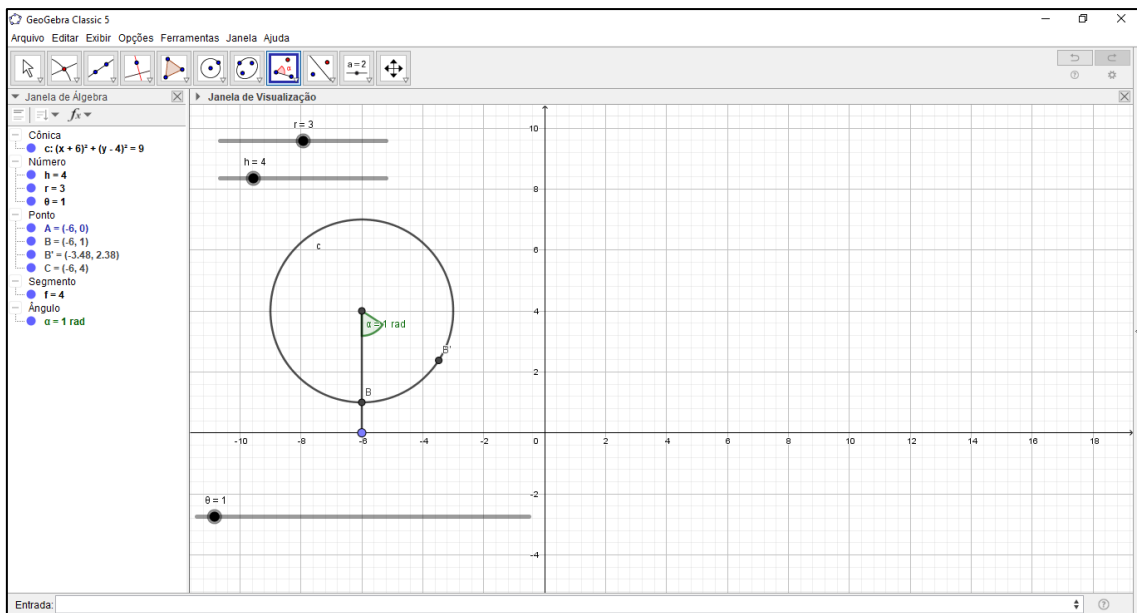 GeoGebra Classic 5
Arquivo Editar Exibir Opções Ferramentas Janela Ajuda
a = 2
Janela de Álgebra
Janela de Visualização
fx
Cônica
c: (x + 6)² + (y - 4)² = 9
Número
h = 4
r = 3
θ = 1
Ponto
A = (-6, 0)
B = (-6, 1)
B' = (-3.48, 2.38)
C = (-6, 4)
Segmento
f = 4
Ângulo
α = 1 rad
r = 3
h = 4
c
α = 1 rad
B'
B
θ = 1
10
8
6
4
2
-10 -8 -6 -4 -2 0 2 4 6 8 10 12 14 16 18
-2
-4
Entrada: